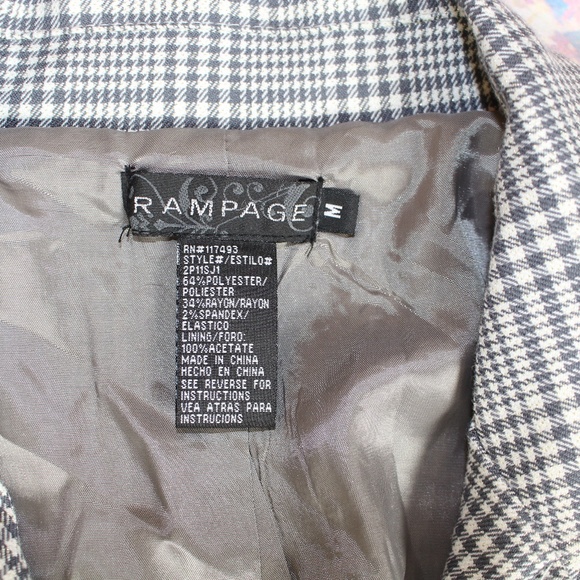 RAMPAGE
M
RN#117493
STYLE#/ESTILO#
2P11SJ1
64%POLYESTER/
POLIESTER
34%RAYON/RAYON
2%SPANDEX/
ELASTICO
LINING/FORO:
100%ACETATE
MADE IN CHINA
HECHO EN CHINA
SEE REVERSE FOR
INSTRUCTIONS
VEA ATRAS PARA
INSTRUCIONS